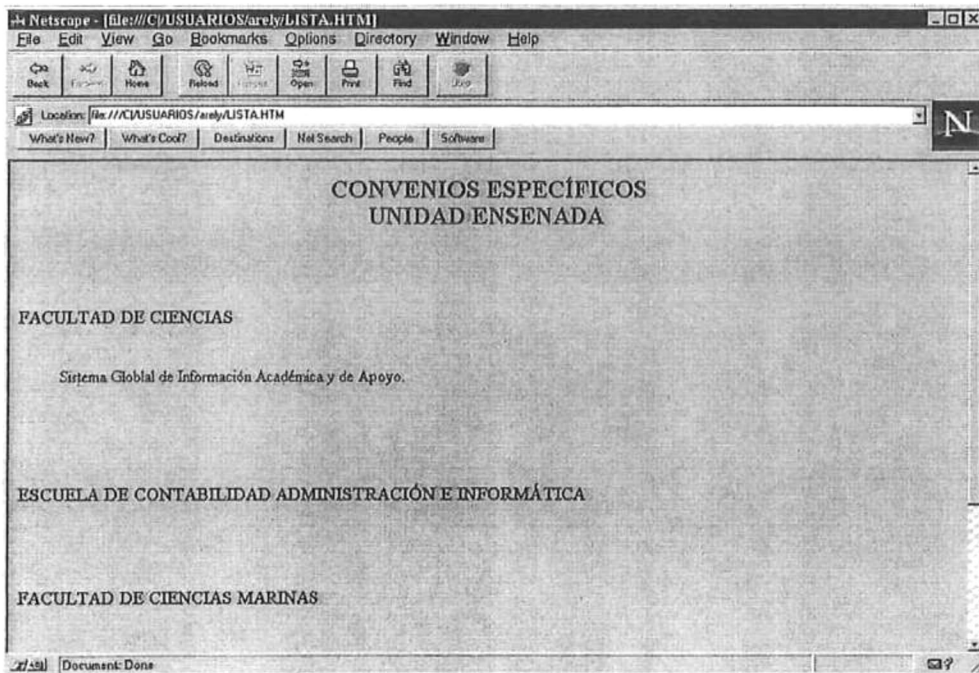 Netscape - [file:///C|/USUARIOS/arely/LISTA.HTM]
File Edit View Go Bookmarks Options Directory Window Help
Back Forward Home Reload Open Print Find Stop
Location: file:///C|/USUARIOS/arely/LISTA.HTM
N
What's New? What's Cool? Destinations Net Search People Software
CONVENIOS ESPECÍFICOS
UNIDAD ENSENADA
FACULTAD DE CIENCIAS
Sistema Globlal de Información Académica y de Apoyo.
ESCUELA DE CONTABILIDAD ADMINISTRACIÓN E INFORMÁTICA
FACULTAD DE CIENCIAS MARINAS
Document: Done